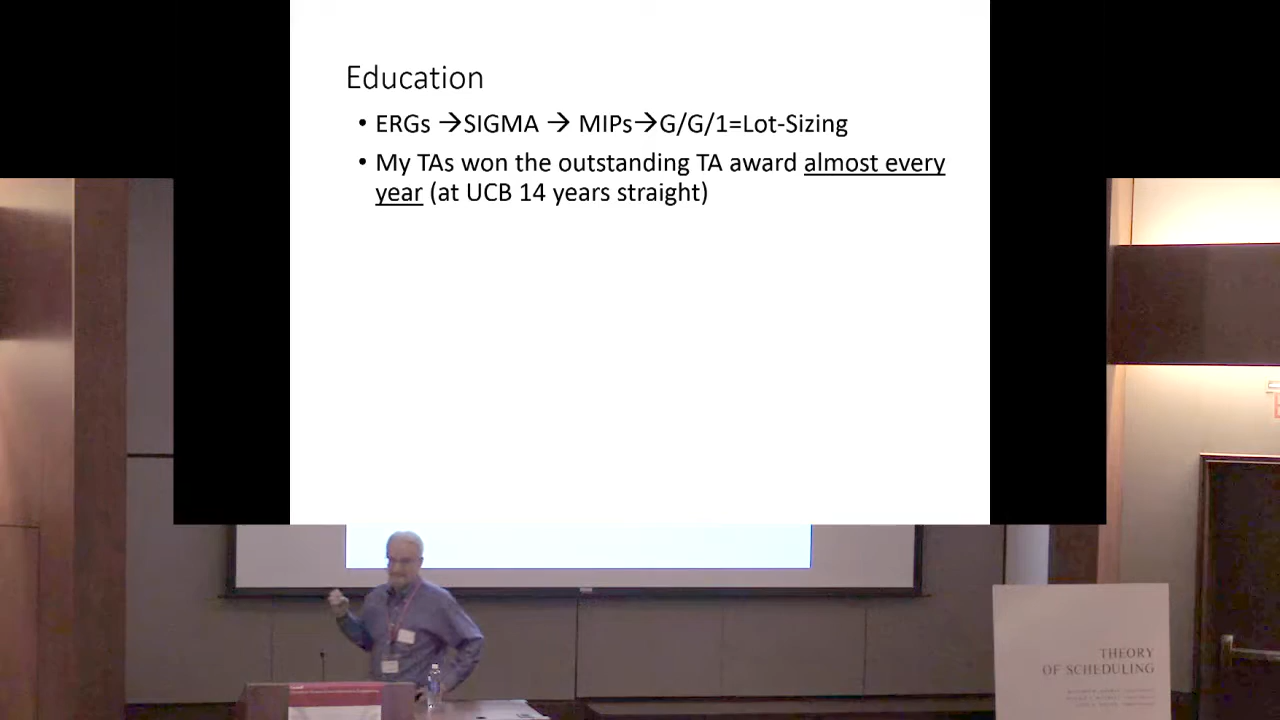 Education
• ERGs →SIGMA → MIPs→G/G/1=Lot-Sizing
• My TAs won the outstanding TA award almost every
year (at UCB 14 years straight)
THEORY
OF SCHEDULING